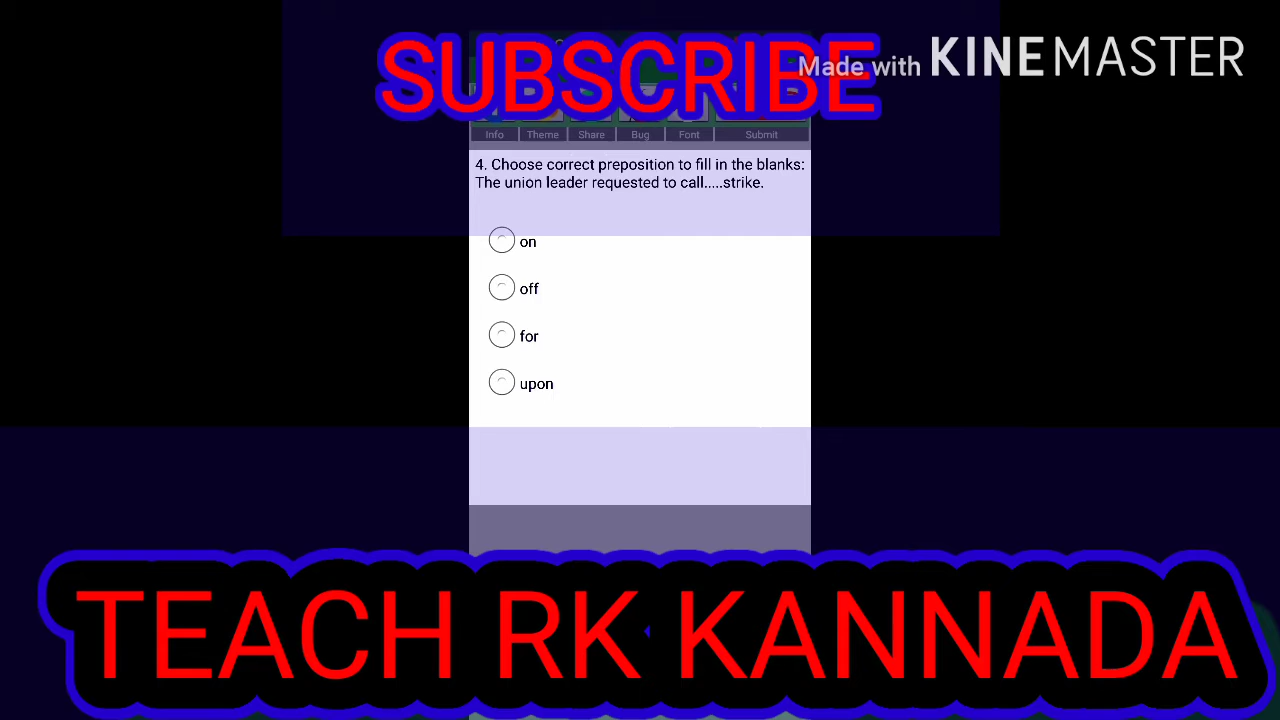 SUBSCRIBE
Made with KINEMASTER
Info Theme Share Bug Font Submit
4. Choose correct preposition to fill in the blanks:
The union leader requested to call.....strike.
on
off
for
upon
TEACH RK KANNADA